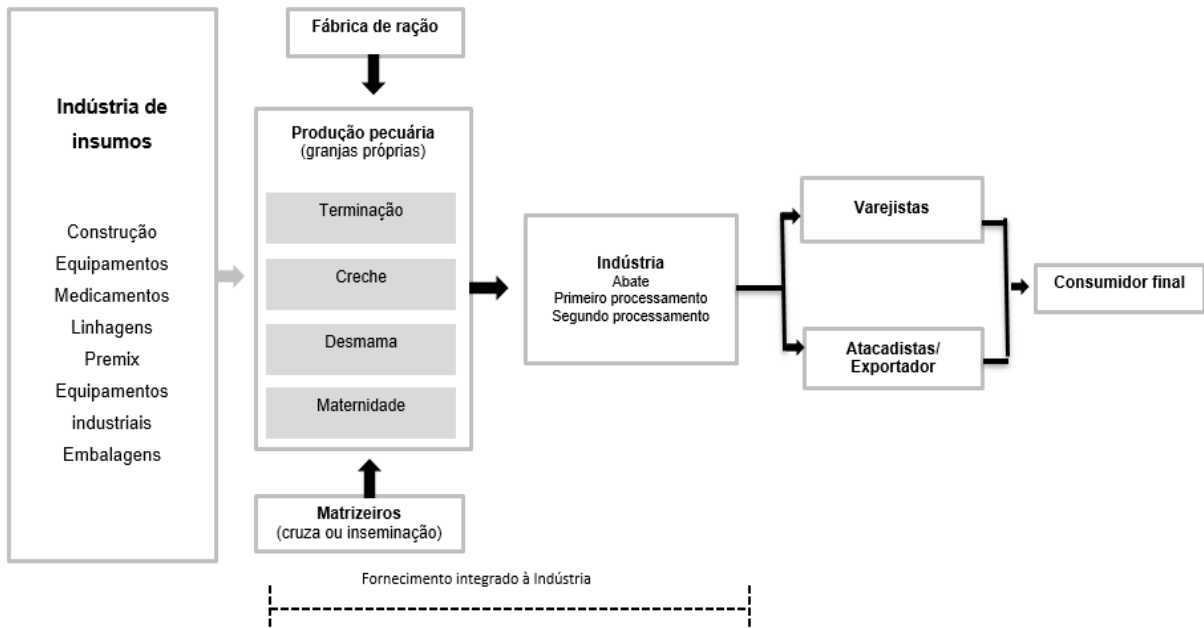 Indústria de
insumos
Construção
Equipamentos
Medicamentos
Linhagens
Premix
Equipamentos
industriais
Embalagens
Fábrica de ração
Produção pecuária
(granjas próprias)
Terminação
Creche
Desmama
Maternidade
Matrizeiros
(cruza ou inseminação)
Indústria
Abate
Primeiro processamento
Segundo processamento
Varejistas
Atacadistas/
Exportador
Consumidor final
Fornecimento integrado à Indústria